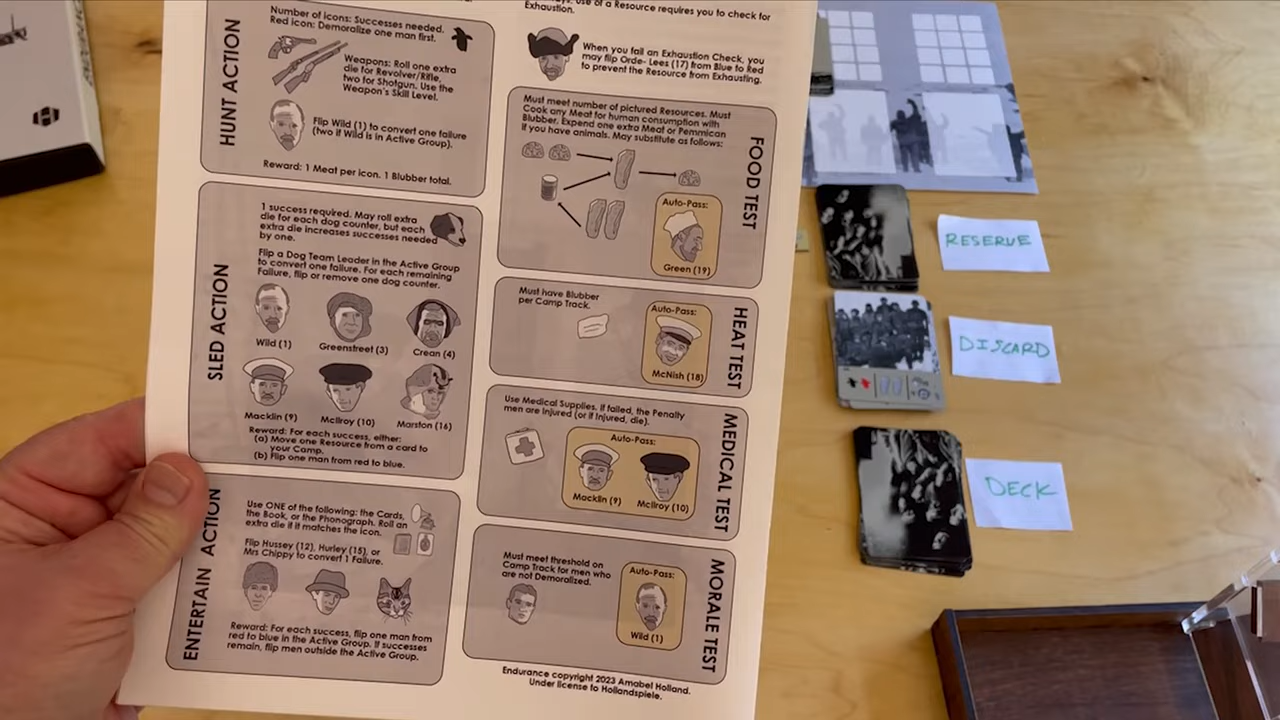 HUNT ACTION
Number of icons: Successes needed.
Red icon: Demoralize one man first.
Weapons: Roll one extra
die for Revolver/Rifle,
two for Shotgun. Use the
Weapon's Skill Level.
Flip Wild (1) to convert one failure
(two if Wild is in Active Group).
Reward: 1 Meat per icon. 1 Blubber total.
SLED ACTION
1 success required. May roll extra
die for each dog counter, but each
extra die increases successes needed
by one.
Flip a Dog Team Leader in the Active Group
to convert one failure. For each remaining
Failure, flip or remove one dog counter.
Wild (1)
Greenstreet (3)
Crean (4)
Macklin (9)
McIlroy (10)
Marston (16)
Reward: For each success, either:
(a) Move one Resource from a card to
your Camp.
(b) Flip one man from red to blue.
ENTERTAIN ACTION
Use ONE of the following: the Cards,
the Book, or the Phonograph. Roll an
extra die if it matches the icon.
Flip Hussey (12), Hurley (15), or
Mrs Chippy to convert 1 Failure.
Reward: For each success, flip one man from
red to blue in the Active Group. If successes
remain, flip men outside the Active Group.
use of a Resource requires you to check for
Exhaustion.
When you fail an Exhaustion Check, you
may flip Orde- Lees (17) from Blue to Red
to prevent the Resource from Exhausting.
FOOD TEST
Must meet number of pictured Resources. Must
Cook any Meat for human consumption with
Blubber. Expend one extra Meat or Pemmican
if you have animals. May substitute as follows:
Auto-Pass:
Green (19)
HEAT TEST
Must have Blubber
per Camp Track.
Auto-Pass:
McNish (18)
MEDICAL TEST
Use Medical Supplies. If failed, the Penalty
men are Injured (or if Injured, die).
Auto-Pass:
Macklin (9)
McIlroy (10)
MORALE TEST
Must meet threshold on
Camp Track for men who
are not Demoralized.
Auto-Pass:
Wild (1)
Endurance copyright 2023 Amabel Holland.
Under license to Hollandspiele.
RESERVE
DISCARD
DECK